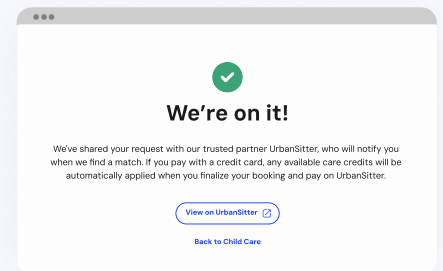 We're on it!
We've shared your request with our trusted partner UrbanSitter, who will notify you
when we find a match. If you pay with a credit card, any available care credits will be
automatically applied when you finalize your booking and pay on UrbanSitter.
View on UrbanSitter
Back to Child Care